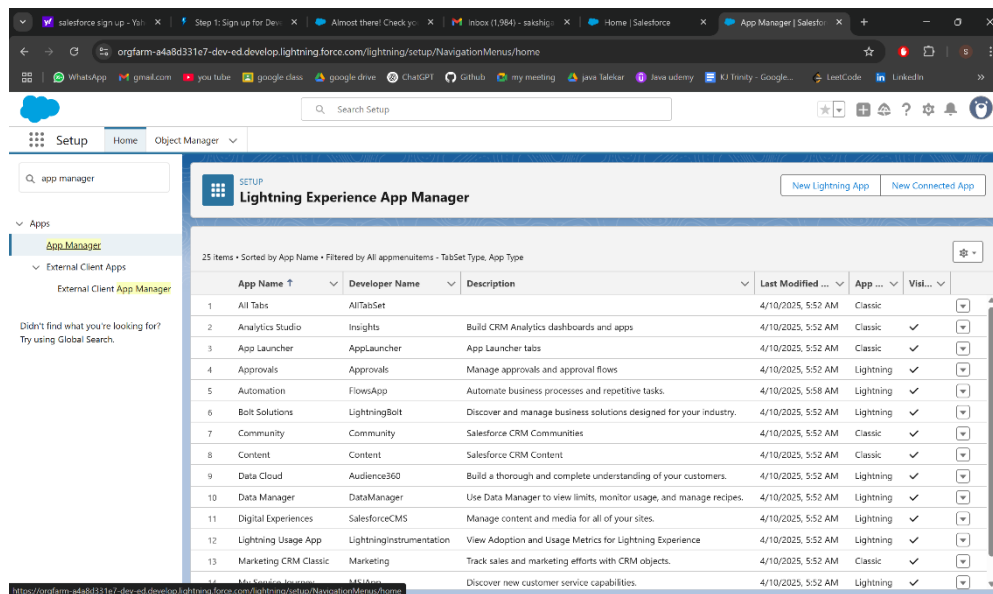 salesforce sign up - Yah
Step 1: Sign up for Dev
Almost there! Check yo
Inbox (1,984) - sakshiga
Home | Salesforce
App Manager | Salesfor
orgfarm-a4a8d331e7-dev-ed.develop.lightning.force.com/lightning/setup/NavigationMenus/home
S
WhatsApp gmail.com you tube google class google drive ChatGPT Github my meeting java Talekar Java udemy KJ Trinity - Google... LeetCode LinkedIn
Search Setup
Setup Home Object Manager
app manager
Apps
App Manager
External Client Apps
External Client App Manager
Didn't find what you're looking for?
Try using Global Search.
SETUP
Lightning Experience App Manager
New Lightning App New Connected App
25 items • Sorted by App Name • Filtered by All appmenuitems - TabSet Type, App Type
App Name ↑ Developer Name Description Last Modified ... App ... Visi...
1 All Tabs AllTabSet 4/10/2025, 5:52 AM Classic
2 Analytics Studio Insights Build CRM Analytics dashboards and apps 4/10/2025, 5:52 AM Classic ✓
3 App Launcher AppLauncher App Launcher tabs 4/10/2025, 5:52 AM Classic ✓
4 Approvals Approvals Manage approvals and approval flows 4/10/2025, 5:52 AM Lightning ✓
5 Automation FlowsApp Automate business processes and repetitive tasks. 4/10/2025, 5:58 AM Lightning ✓
6 Bolt Solutions LightningBolt Discover and manage business solutions designed for your industry. 4/10/2025, 5:52 AM Lightning ✓
7 Community Community Salesforce CRM Communities 4/10/2025, 5:52 AM Classic ✓
8 Content Content Salesforce CRM Content 4/10/2025, 5:52 AM Classic ✓
9 Data Cloud Audience360 Build a thorough and complete understanding of your customers. 4/10/2025, 5:52 AM Lightning ✓
10 Data Manager DataManager Use Data Manager to view limits, monitor usage, and manage recipes. 4/10/2025, 5:52 AM Lightning ✓
11 Digital Experiences SalesforceCMS Manage content and media for all of your sites. 4/10/2025, 5:52 AM Lightning ✓
12 Lightning Usage App LightningInstrumentation View Adoption and Usage Metrics for Lightning Experience 4/10/2025, 5:52 AM Lightning ✓
13 Marketing CRM Classic Marketing Track sales and marketing efforts with CRM objects. 4/10/2025, 5:52 AM Classic ✓
14 My Service Journey MSJApp Discover new customer service capabilities. 4/10/2025, 5:52 AM Lightning ✓
https://orgfarm-a4a8d331e7-dev-ed.develop.lightning.force.com/lightning/setup/NavigationMenus/home